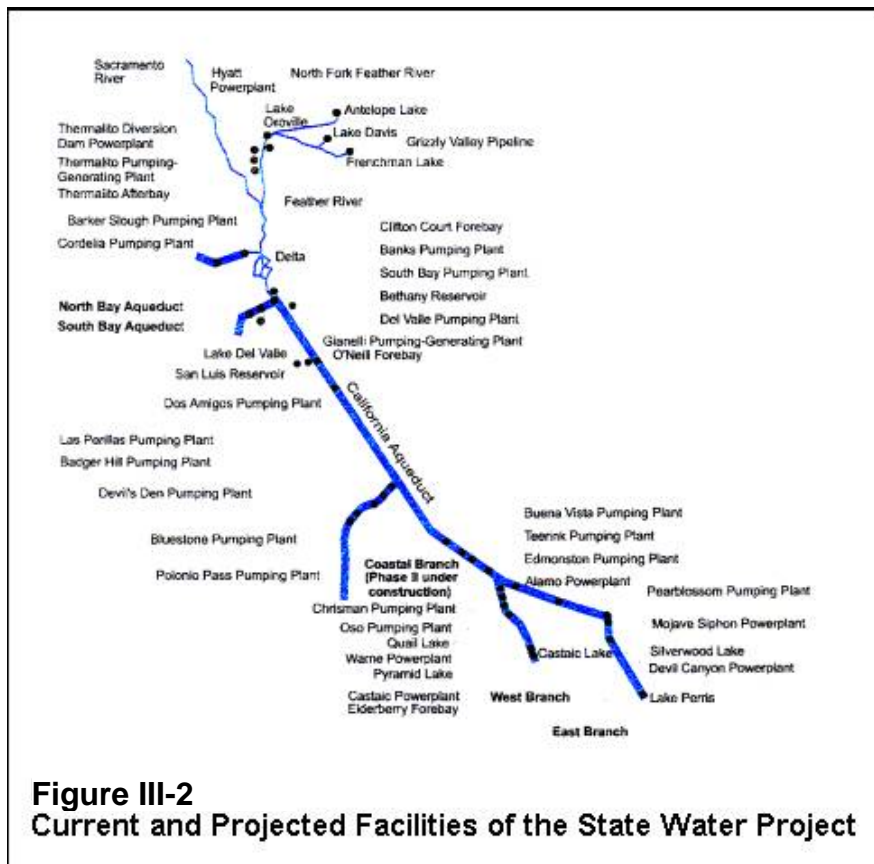 Sacramento
River
Hyatt
Powerplant
North Fork Feather River
Lake
Oroville
Antelope Lake
Lake Davis
Grizzly Valley Pipeline
Frenchman Lake
Thermalito Diversion
Dam Powerplant
Thermalito Pumping-
Generating Plant
Thermalito Afterbay
Feather River
Barker Slough Pumping Plant
Cordelia Pumping Plant
Delta
Clifton Court Forebay
Banks Pumping Plant
South Bay Pumping Plant
Bethany Reservoir
Del Valle Pumping Plant
North Bay Aqueduct
South Bay Aqueduct
Gianelli Pumping-Generating Plant
O'Neill Forebay
Lake Del Valle
San Luis Reservoir
Dos Amigos Pumping Plant
California Aqueduct
Las Perillas Pumping Plant
Badger Hill Pumping Plant
Devil's Den Pumping Plant
Bluestone Pumping Plant
Polonio Pass Pumping Plant
Coastal Branch
(Phase II under
construction)
Buena Vista Pumping Plant
Teerink Pumping Plant
Edmonston Pumping Plant
Alamo Powerplant
Pearblossom Pumping Plant
Mojave Siphon Powerplant
Silverwood Lake
Devil Canyon Powerplant
Lake Perris
Chrisman Pumping Plant
Oso Pumping Plant
Quail Lake
Warne Powerplant
Pyramid Lake
Castaic Powerplant
Elderberry Forebay
Castaic Lake
West Branch
East Branch
Figure III-2
Current and Projected Facilities of the State Water Project